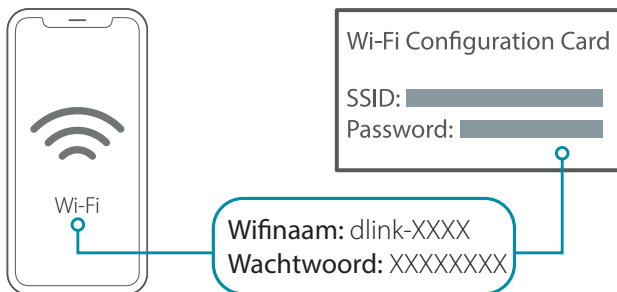 Wi-Fi Configuration Card
SSID:
Password:
Wi-Fi
Wifinaam: dlink-XXXX
Wachtwoord: XXXXXXXX